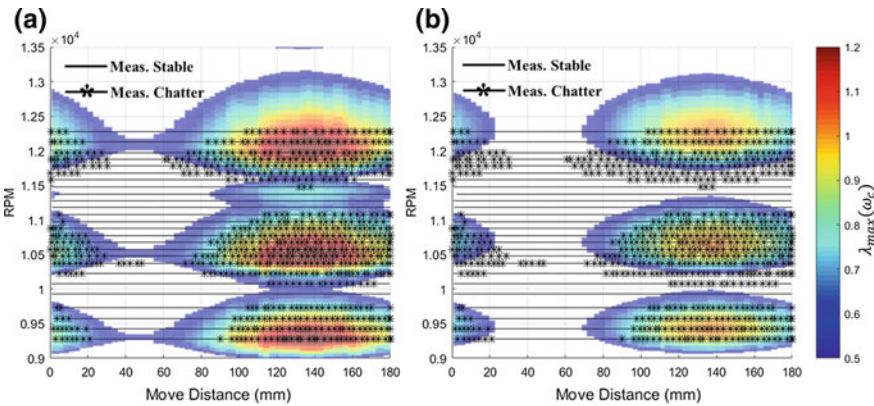 (a)
(b)
×10⁴
×10⁴
1.35
1.3
1.25
1.2
1.15
1.1
1.05
1
0.95
0.9
RPM
Meas. Stable
Meas. Chatter
0 20 40 60 80 100 120 140 160 180
Move Distance (mm)
1.35
1.3
1.25
1.2
1.15
1.1
1.05
1
0.95
0.9
RPM
Meas. Stable
Meas. Chatter
0 20 40 60 80 100 120 140 160 180
Move Distance (mm)
1.2
1.1
1
0.9
0.8
0.7
0.6
0.5
λmax(ωc)